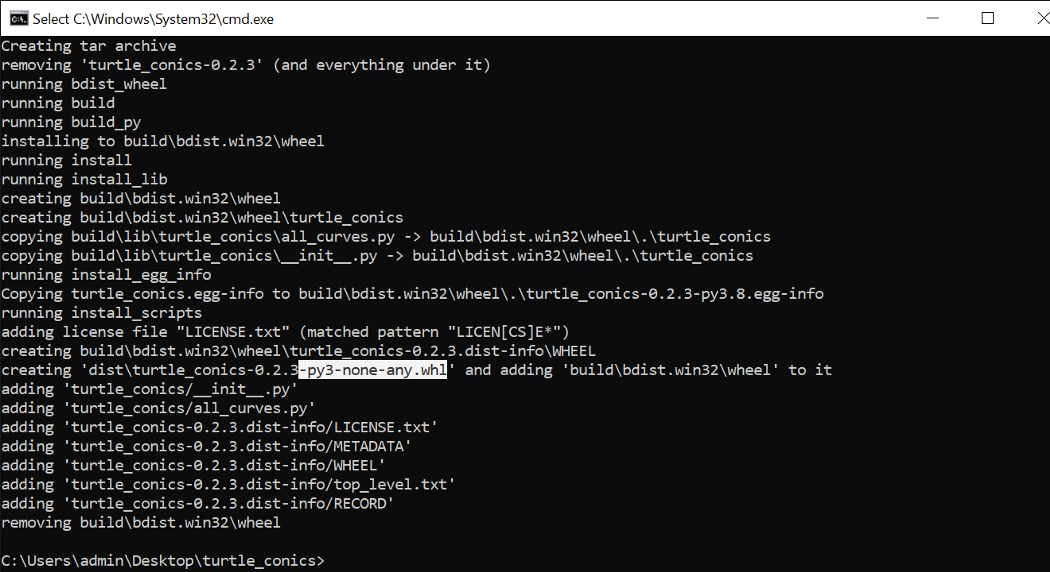 Select C:\Windows\System32\cmd.exe
Creating tar archive
removing 'turtle_conics-0.2.3' (and everything under it)
running bdist_wheel
running build
running build_py
installing to build\bdist.win32\wheel
running install
running install_lib
creating build\bdist.win32\wheel
creating build\bdist.win32\wheel\turtle_conics
copying build\lib\turtle_conics\all_curves.py -> build\bdist.win32\wheel\.\turtle_conics
copying build\lib\turtle_conics\__init__.py -> build\bdist.win32\wheel\.\turtle_conics
running install_egg_info
Copying turtle_conics.egg-info to build\bdist.win32\wheel\.\turtle_conics-0.2.3-py3.8.egg-info
running install_scripts
adding license file "LICENSE.txt" (matched pattern "LICEN[CS]E*")
creating build\bdist.win32\wheel\turtle_conics-0.2.3.dist-info\WHEEL
creating 'dist\turtle_conics-0.2.3-py3-none-any.whl' and adding 'build\bdist.win32\wheel' to it
adding 'turtle_conics/__init__.py'
adding 'turtle_conics/all_curves.py'
adding 'turtle_conics-0.2.3.dist-info/LICENSE.txt'
adding 'turtle_conics-0.2.3.dist-info/METADATA'
adding 'turtle_conics-0.2.3.dist-info/WHEEL'
adding 'turtle_conics-0.2.3.dist-info/top_level.txt'
adding 'turtle_conics-0.2.3.dist-info/RECORD'
removing build\bdist.win32\wheel
C:\Users\admin\Desktop\turtle_conics>